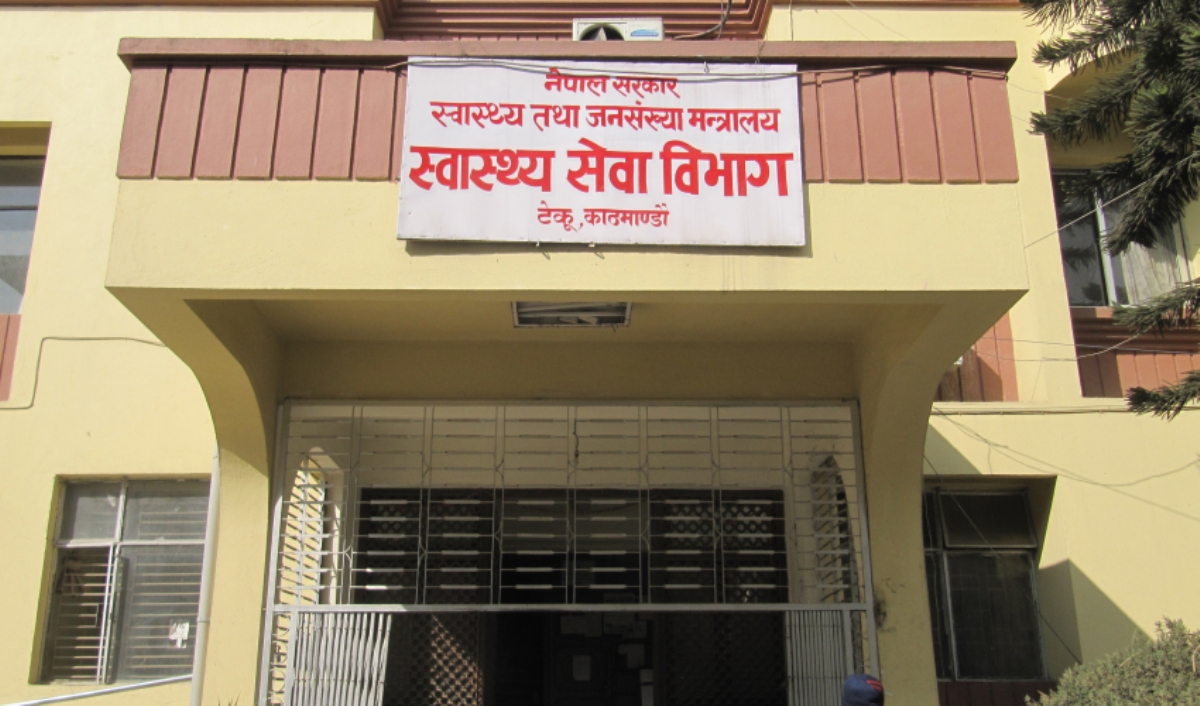 नेपाल सरकार
स्वास्थ्य तथा जनसंख्या मन्त्रालय
स्वास्थ्य सेवा विभाग
टेकू ,काठमाण्डौ